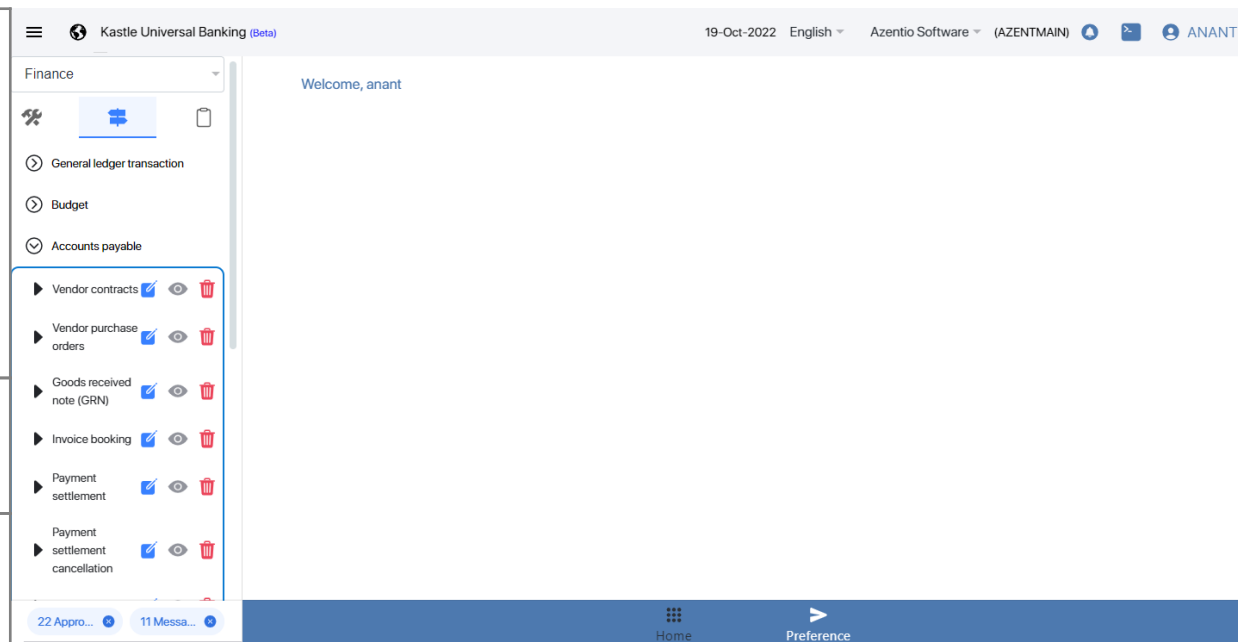 Kastle Universal Banking (Beta)
19-Oct-2022 English Azentio Software (AZENTMAIN) ANANT
Finance
Welcome, anant
General ledger transaction
Budget
Accounts payable
Vendor contracts
Vendor purchase
orders
Goods received
note (GRN)
Invoice booking
Payment
settlement
Payment
settlement
cancellation
22 Appro...
11 Messa...
Home
Preference